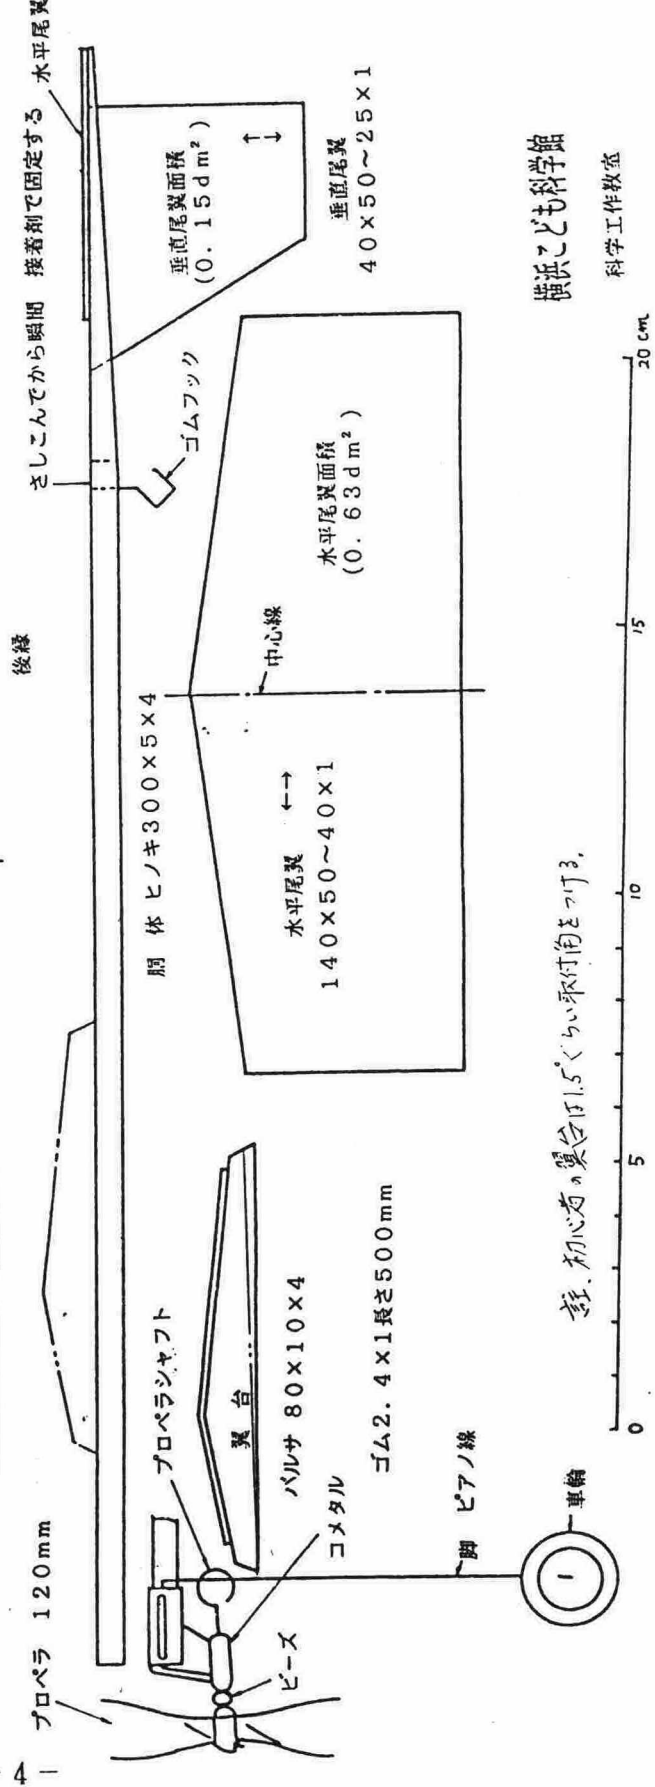 さしこんでから瞬間 接着剤で固定する
水平尾翼
後縁
垂直尾翼面積
(0.15dm²)
↑↓
垂直尾翼
40×50~25×1
ゴムフック
胴 体 ヒノキ300×5×4
中心線
水平尾翼面積
(0.63dm²)
水平尾翼 ←→
140×50~40×1
プロペラ 120mm
プロペラシャフト
翼 台
バルサ 80×10×4
コメタル
ビーズ
ゴム2.4×1長さ500mm
脚 ピアノ線
車輪
註、初心者の翼台は1.5°ぐらい取付角をつける。
0 5 10 15 20cm
横浜こども科学館
科学工作教室
4 -